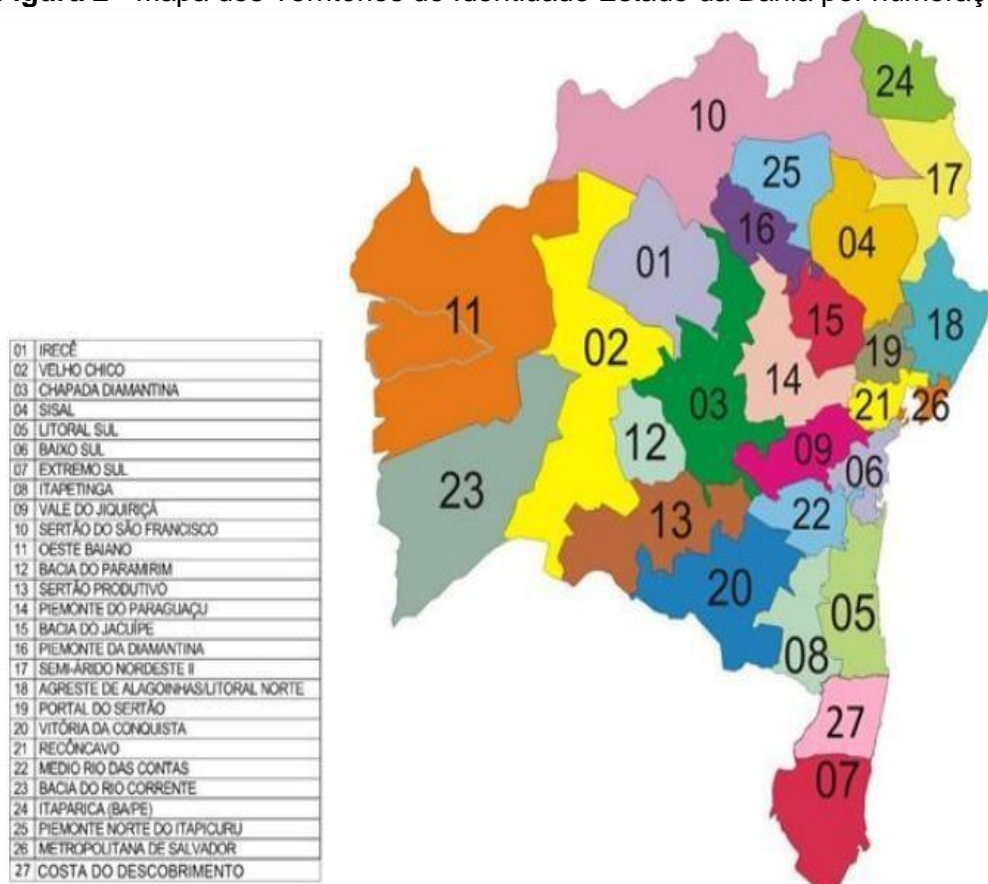 Figura 2 - Mapa dos Territórios de Identidade Estado da Bahia por numeraç
24
10
25
17
16
04
01
11
15
18
02
19
14
03
21
26
12
09
06
23
13
22
20
05
08
27
07
01 IRECÊ
02 VELHO CHICO
03 CHAPADA DIAMANTINA
04 SISAL
05 LITORAL SUL
06 BAIXO SUL
07 EXTREMO SUL
08 ITAPETINGA
09 VALE DO JIQUIRIÇÁ
10 SERTÃO DO SÃO FRANCISCO
11 OESTE BAIANO
12 BACIA DO PARAMIRIM
13 SERTÃO PRODUTIVO
14 PIEMONTE DO PARAGUAÇU
15 BACIA DO JACUÍPE
16 PIEMONTE DA DIAMANTINA
17 SEMI-ÁRIDO NORDESTE II
18 AGRESTE DE ALAGOINHAS/LITORAL NORTE
19 PORTAL DO SERTÃO
20 VITÓRIA DA CONQUISTA
21 RECÔNCAVO
22 MEDIO RIO DAS CONTAS
23 BACIA DO RIO CORRENTE
24 ITAPARICA (BA/PE)
25 PIEMONTE NORTE DO ITAPICURU
26 METROPOLITANA DE SALVADOR
27 COSTA DO DESCOBRIMENTO